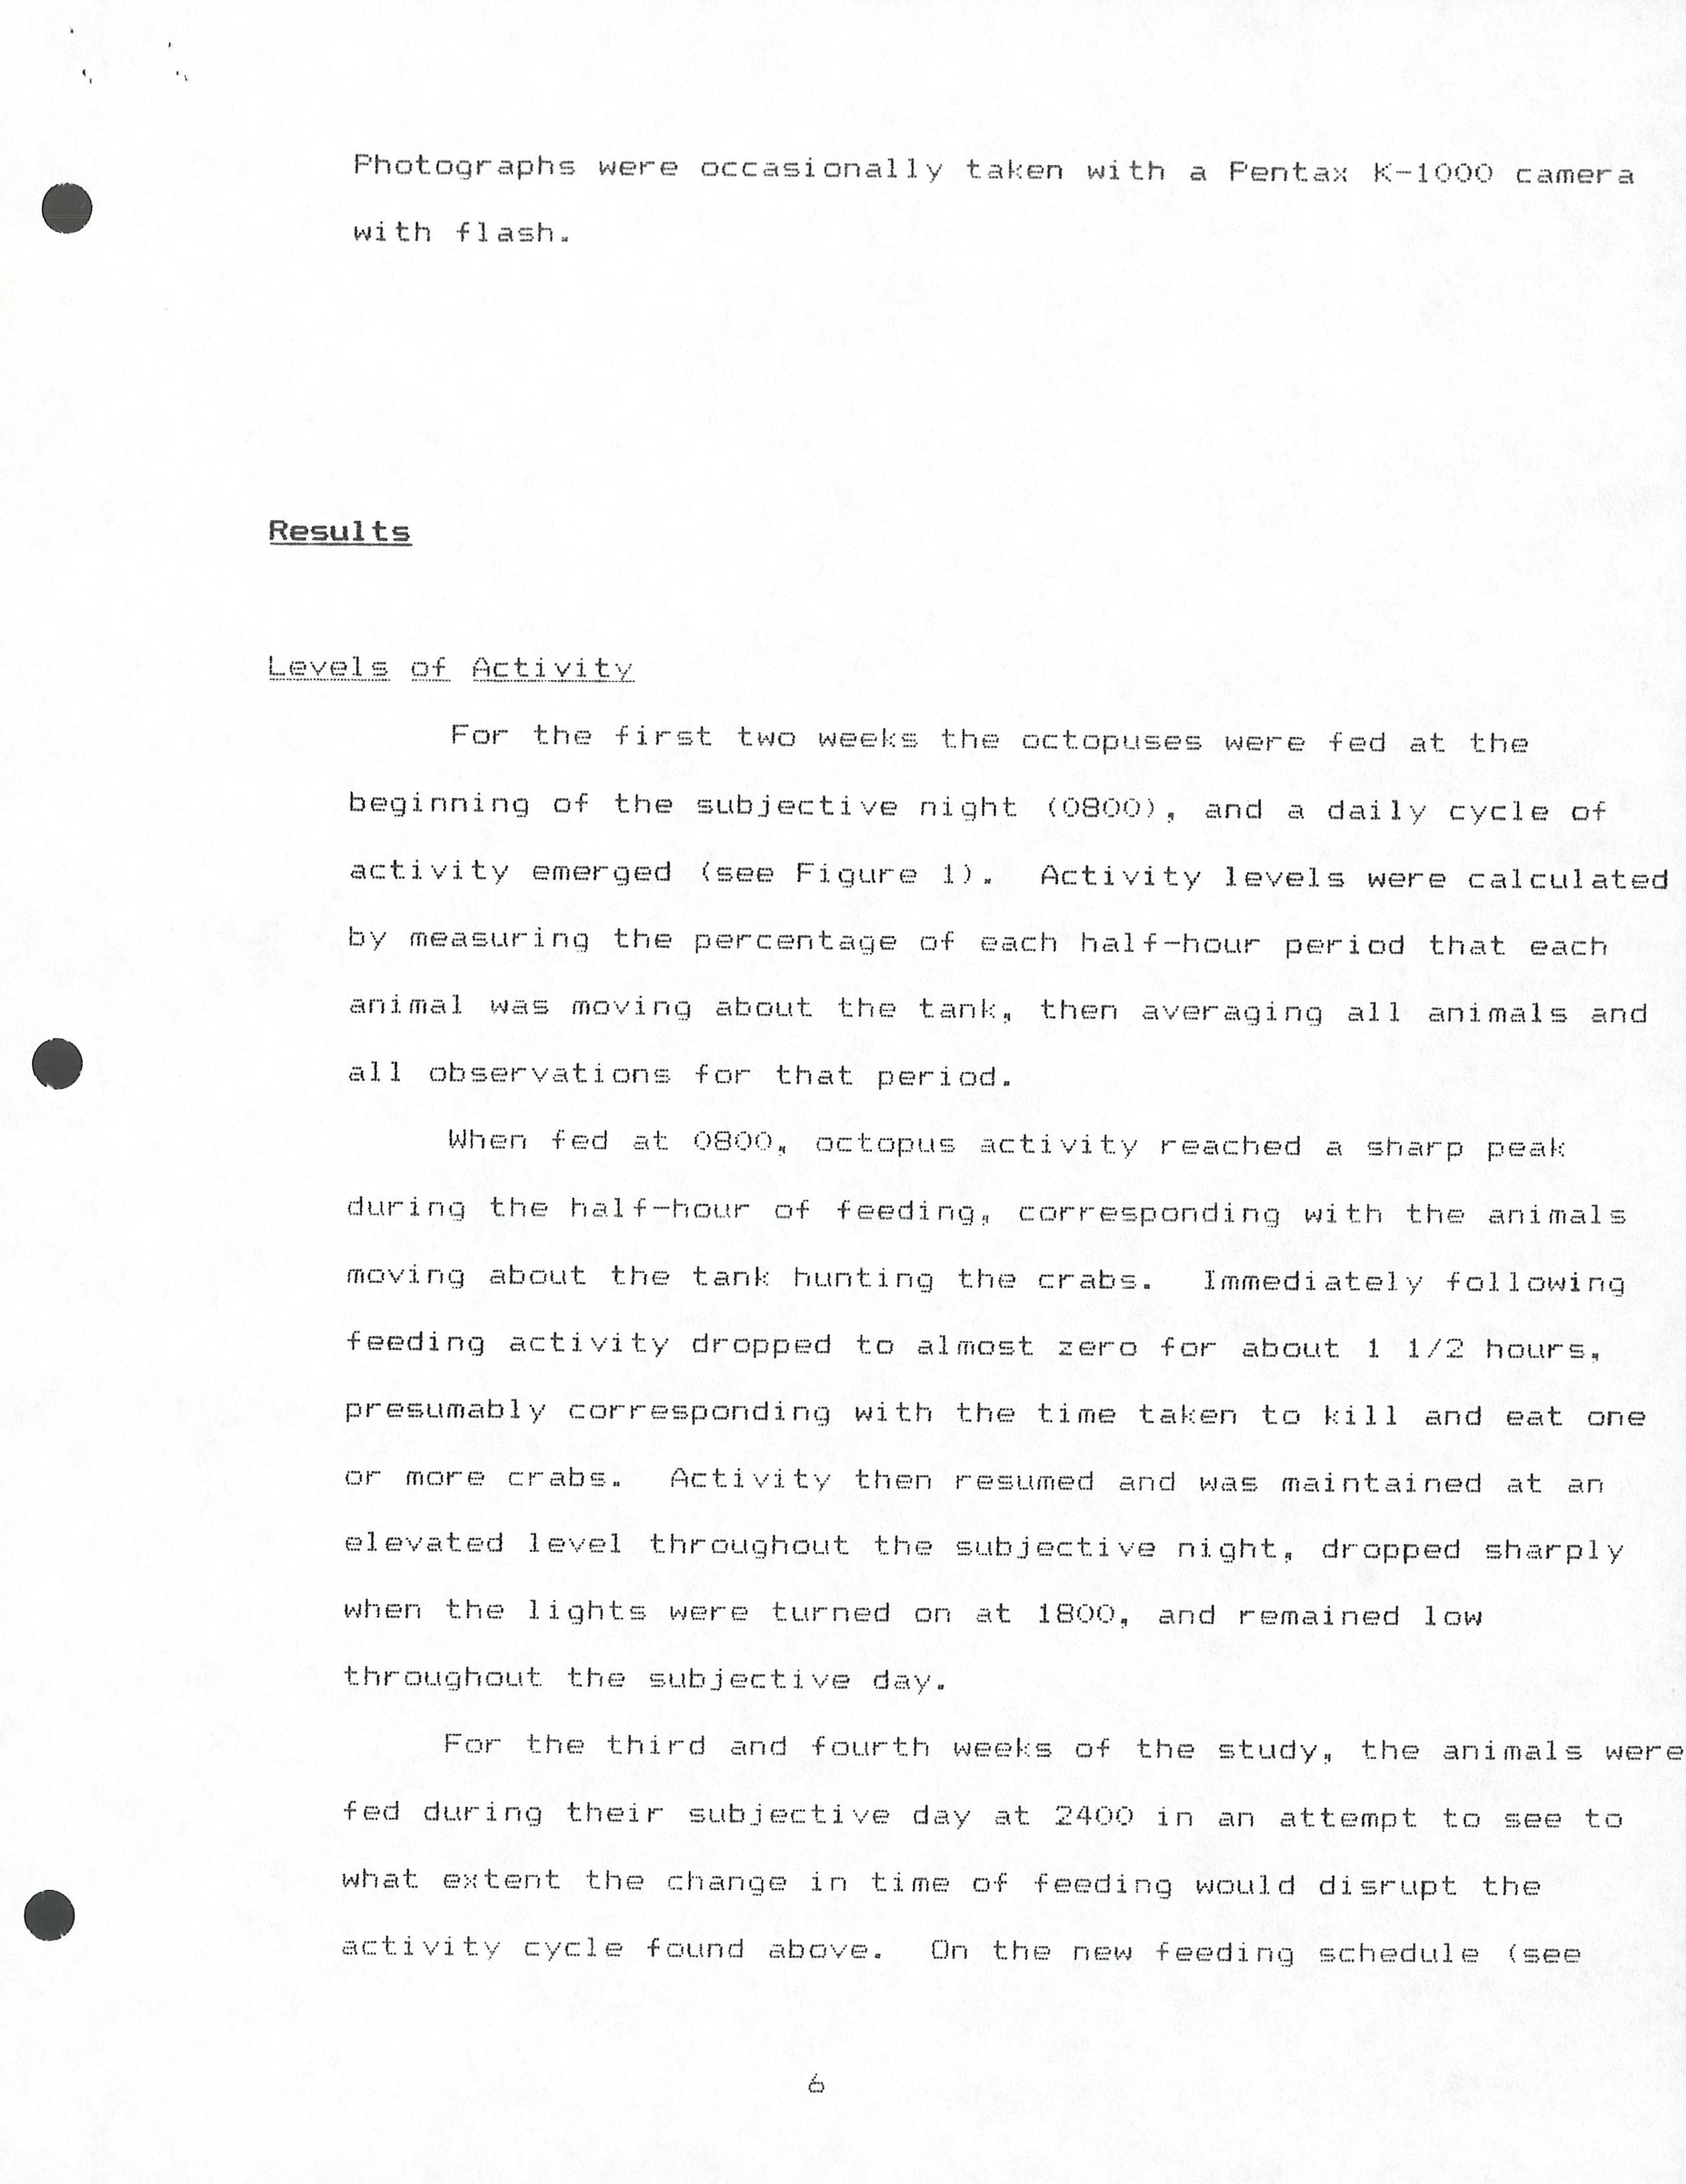 Photographs were occasionally taken with a Pentax K-1000 camera
with flash.
Results
Levels of Activity
For the first two weeks the octopuses were fed at the
beginning of the subjective night (0800), and a daily cycle of
activity emerged (see Figure 1).  Activity levels were calculated
by measuring the percentage of each half-hour period that each
animal was moving about the tank, then averaging all animals and
all observations for that period.
When fed at 0800, octopus activity reached a sharp peak
during the half-hour of feeding, corresponding with the animals
moving about the tank hunting the crabs.  Immediately following
feeding activity dropped to almost zero for about 1 1/2 hours,
presumably corresponding with the time taken to kill and eat one
or more crabs.  Activity then resumed and was maintained at an
elevated level throughout the subjective night, dropped sharply
when the lights were turned on at 1800, and remained low
throughout the subjective day.
For the third and fourth weeks of the study, the animals were
fed during their subjective day at 2400 in an attempt to see to
what extent the change in time of feeding would disrupt the
activity cycle found above.  On the new feeding schedule (see
6